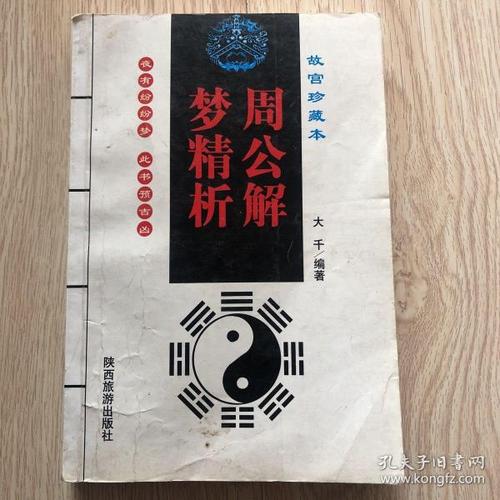 故宫珍藏本
周公解
梦精析
夜有纷纷梦 此书预吉凶
大千/编著
陕西旅游出版社
孔夫子旧书网
www.kongfz.com